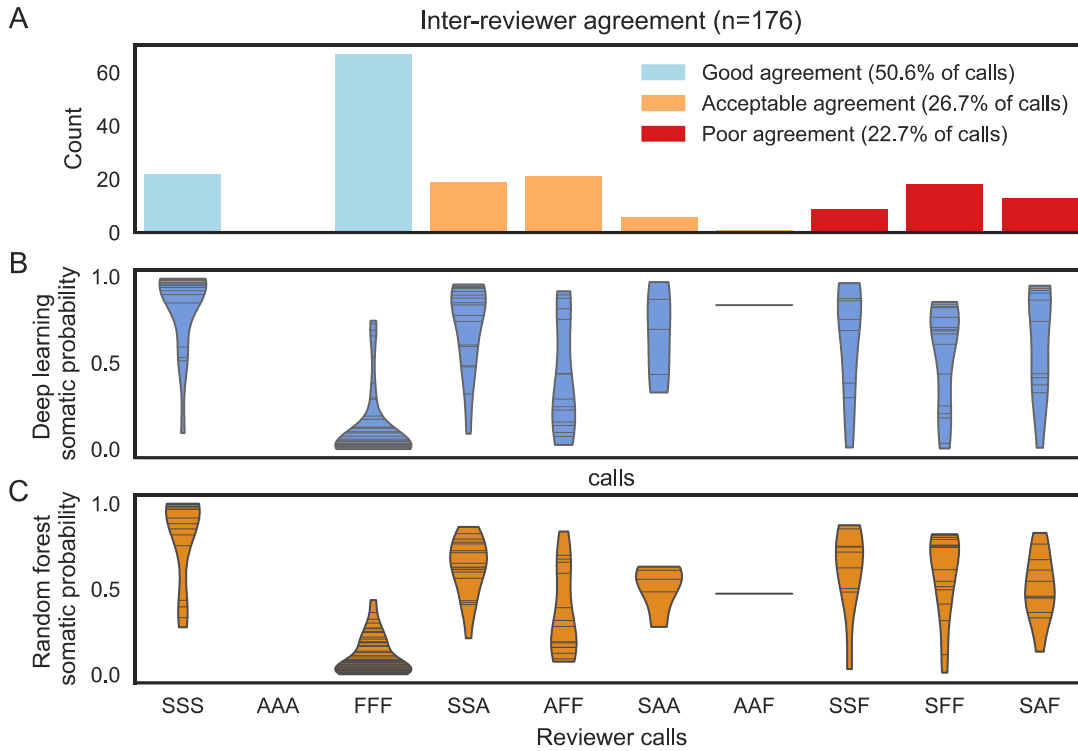 A
Inter-reviewer agreement (n=176)
Count
60
40
20
0
Good agreement (50.6% of calls)
Acceptable agreement (26.7% of calls)
Poor agreement (22.7% of calls)
B
Deep learning
somatic probability
1.0
0.5
0.0
calls
C
Random forest
somatic probability
1.0
0.5
0.0
SSS AAA FFF SSA AFF SAA AAF SSF SFF SAF
Reviewer calls